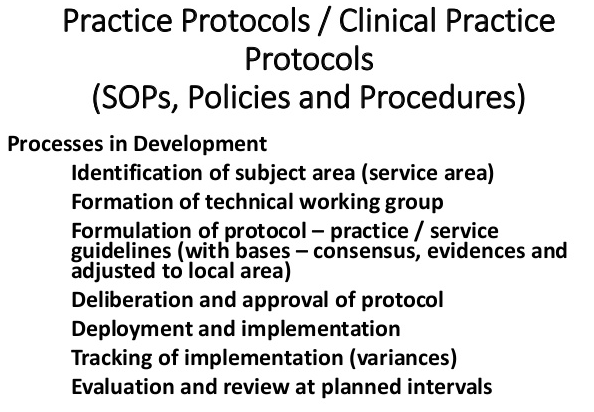 Practice Protocols / Clinical Practice
Protocols
(SOPs, Policies and Procedures)
Processes in Development
Identification of subject area (service area)
Formation of technical working group
Formulation of protocol – practice / service
guidelines (with bases – consensus, evidences and
adjusted to local area)
Deliberation and approval of protocol
Deployment and implementation
Tracking of implementation (variances)
Evaluation and review at planned intervals